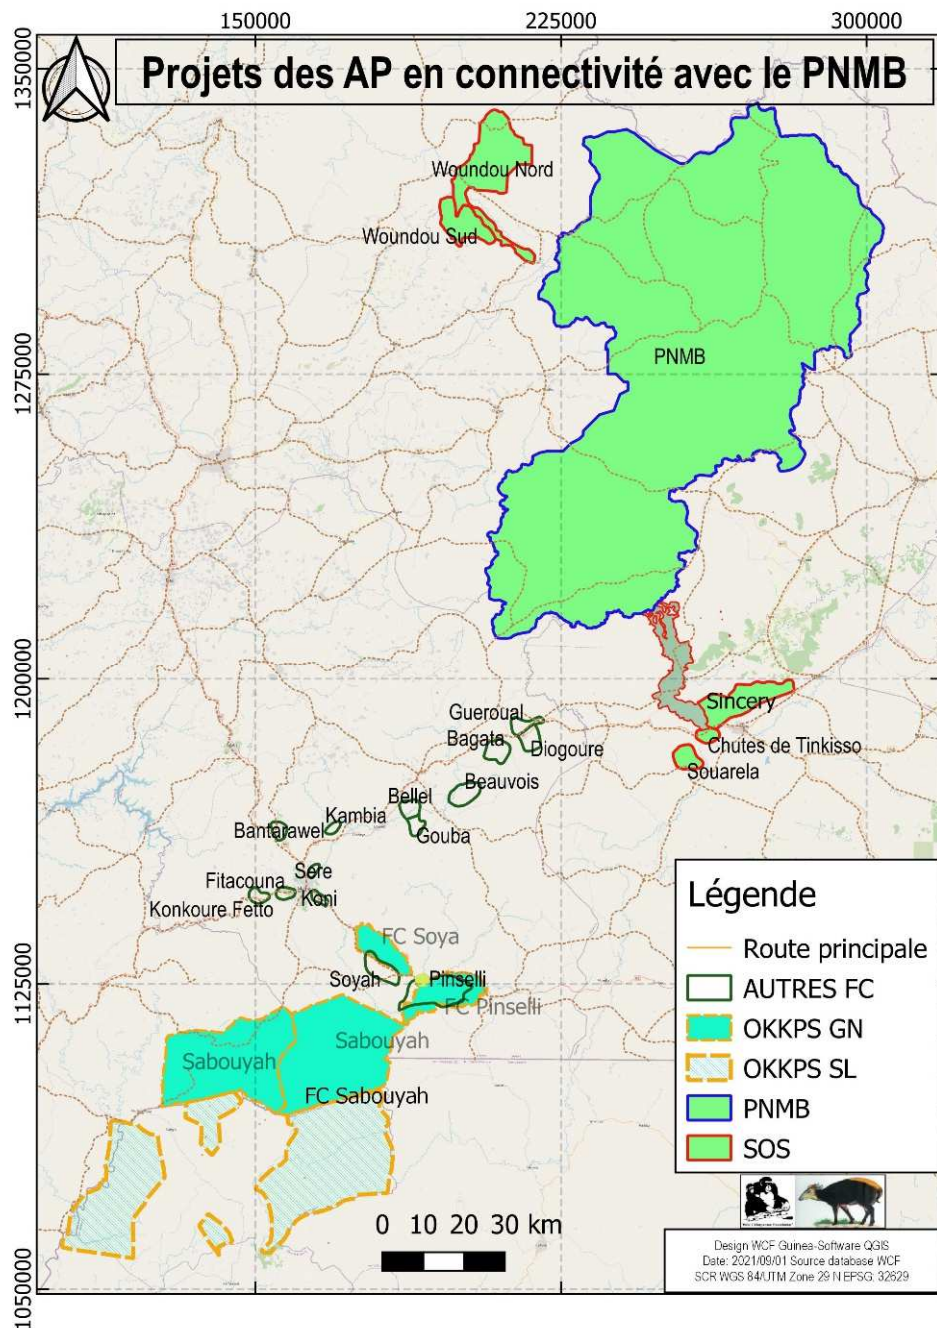 150000
225000
300000
1350000
Projets des AP en connectivité avec le PNMB
Woundou Nord
Woundou Sud
PNMB
1275000
1200000
Sincery
Gueroual
Bagata
Diogoure
Chutes de Tinkisso
Souarela
Beauvois
Bellel
Kambia
Bantarawel
Gouba
Sere
Fitacouna
Koni
Konkoure Fetto
FC Soya
Soyah
Pinselli
FC Pinselli
1125000
Sabouyah
Sabouyah
FC Sabouyah
Légende
Route principale
AUTRES FC
OKKPS GN
OKKPS SL
PNMB
SOS
0 10 20 30 km
Design WCF Guinea-Software QGIS
Date: 2021/09/01 Source database WCF
SCR WGS 84/UTM Zone 29 N EPSG: 32629
1050000